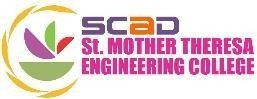 SCAD
St. MOTHER THERESA
ENGINEERING COLLEGE